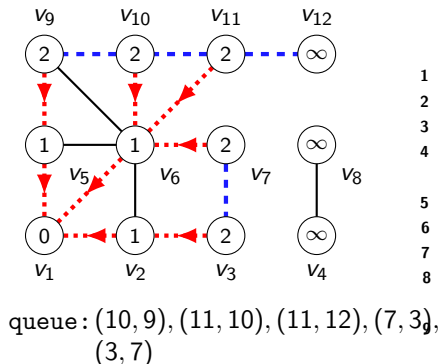 v9 v10 v11 v12
2 2 2 ∞
1 1 2 ∞
v5 v6 v7 v8
0 1 2 ∞
v1 v2 v3 v4
1
2
3
4
5
6
7
8
queue: (10, 9), (11, 10), (11, 12), (7, 3),
(3, 7)